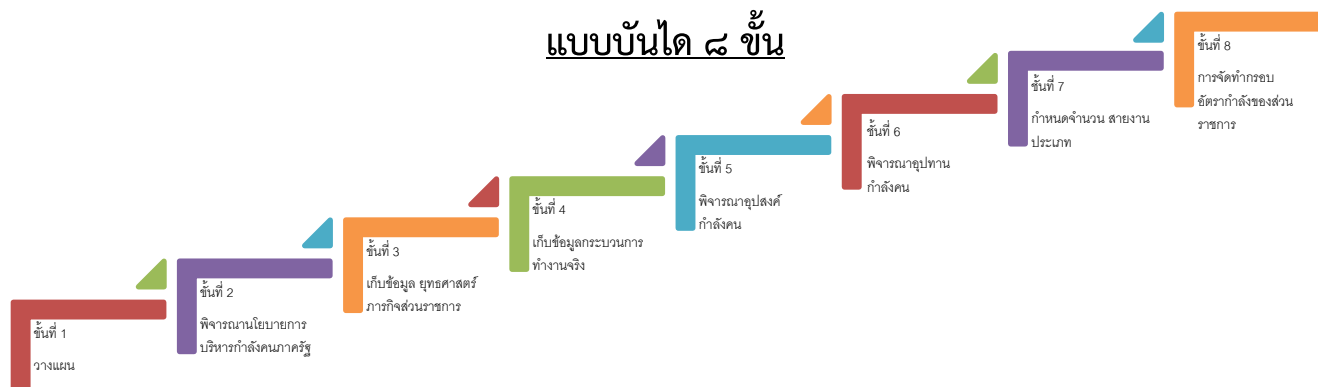 แบบบันได ๘ ขั้น
ขั้นที่ 1
วางแผน
ขั้นที่ 2
พิจารณานโยบายการ
บริหารกำลังคนภาครัฐ
ขั้นที่ 3
เก็บข้อมูล ยุทธศาสตร์
ภารกิจส่วนราชการ
ขั้นที่ 4
เก็บข้อมูลกระบวนการ
ทำงานจริง
ขั้นที่ 5
พิจารณาอุปสงค์
กำลังคน
ขั้นที่ 6
พิจารณาอุปทาน
กำลังคน
ขั้นที่ 7
กำหนดจำนวน สายงาน
ประเภท
ขั้นที่ 8
การจัดทำกรอบ
อัตรากำลังของส่วน
ราชการ